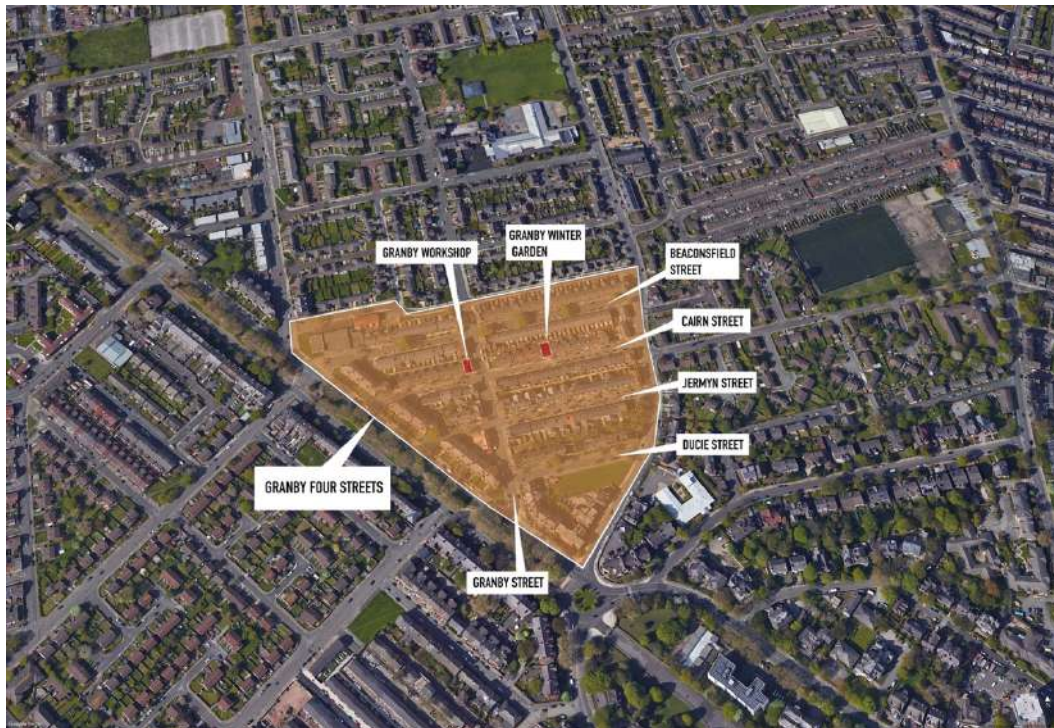 GRANBY WORKSHOP
GRANBY WINTER
GARDEN
BEACONSFIELD
STREET
CAIRN STREET
JERMYN STREET
DUCIE STREET
GRANBY FOUR STREETS
GRANBY STREET